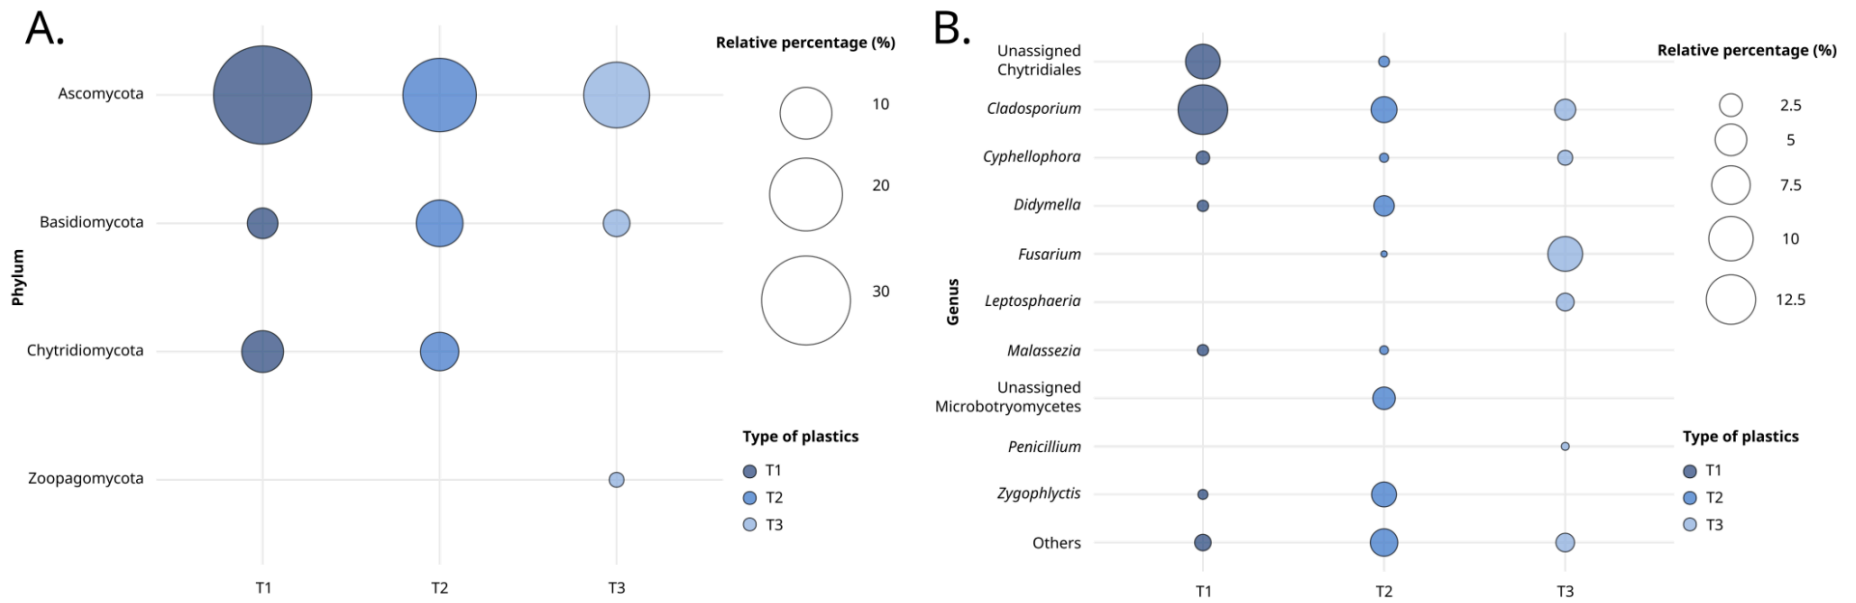 A.
Relative percentage (%)
Ascomycota
Basidiomycota
Chytridiomycota
Zoopagomycota
Phylum
10
20
30
Type of plastics
T1
T2
T3
T1
T2
T3
B.
Relative percentage (%)
Unassigned
Chytridiales
Cladosporium
Cyphellophora
Didymella
Fusarium
Leptosphaeria
Malassezia
Unassigned
Microbotryomycetes
Penicillium
Zygophlyctis
Others
Genus
2.5
5
7.5
10
12.5
Type of plastics
T1
T2
T3
T1
T2
T3